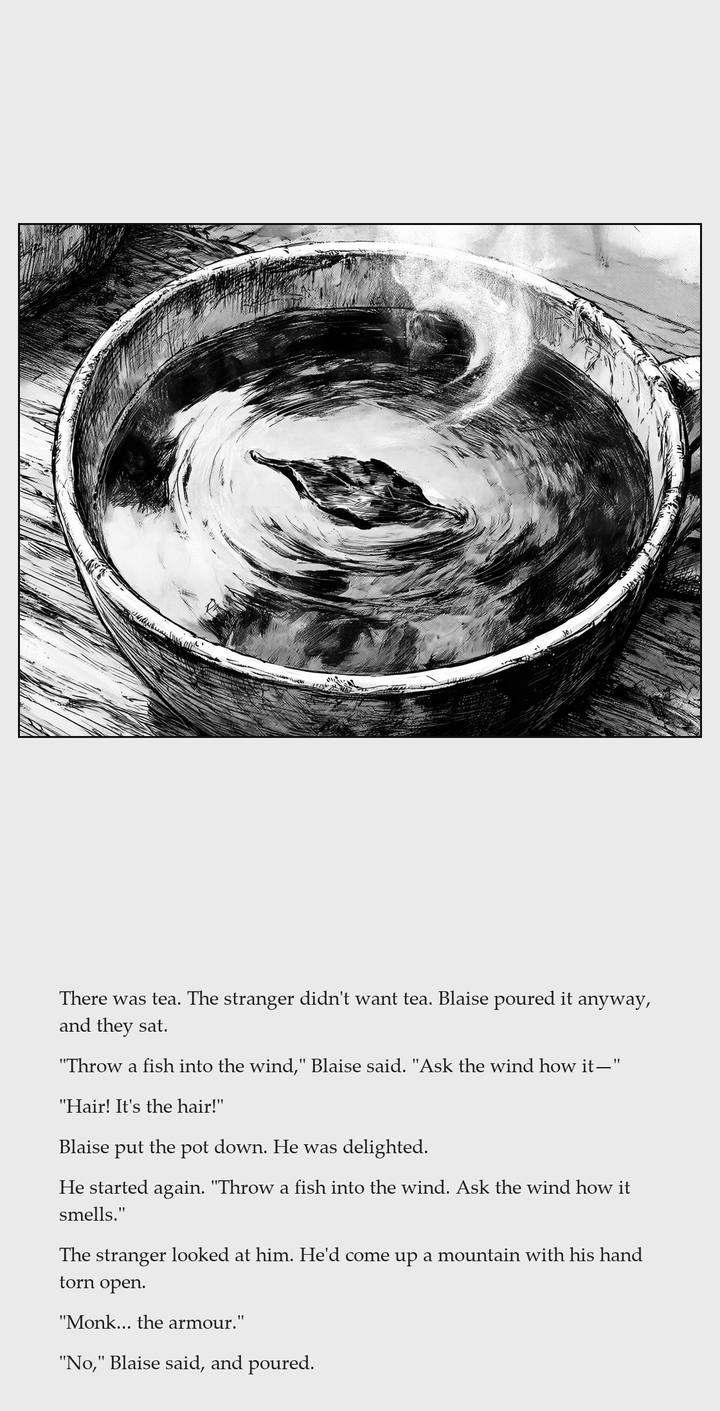 There was tea. The stranger didn't want tea. Blaise poured it anyway,
and they sat.
"Throw a fish into the wind," Blaise said. "Ask the wind how it—"
"Hair! It's the hair!"
Blaise put the pot down. He was delighted.
He started again. "Throw a fish into the wind. Ask the wind how it
smells."
The stranger looked at him. He'd come up a mountain with his hand
torn open.
"Monk... the armour."
"No," Blaise said, and poured.